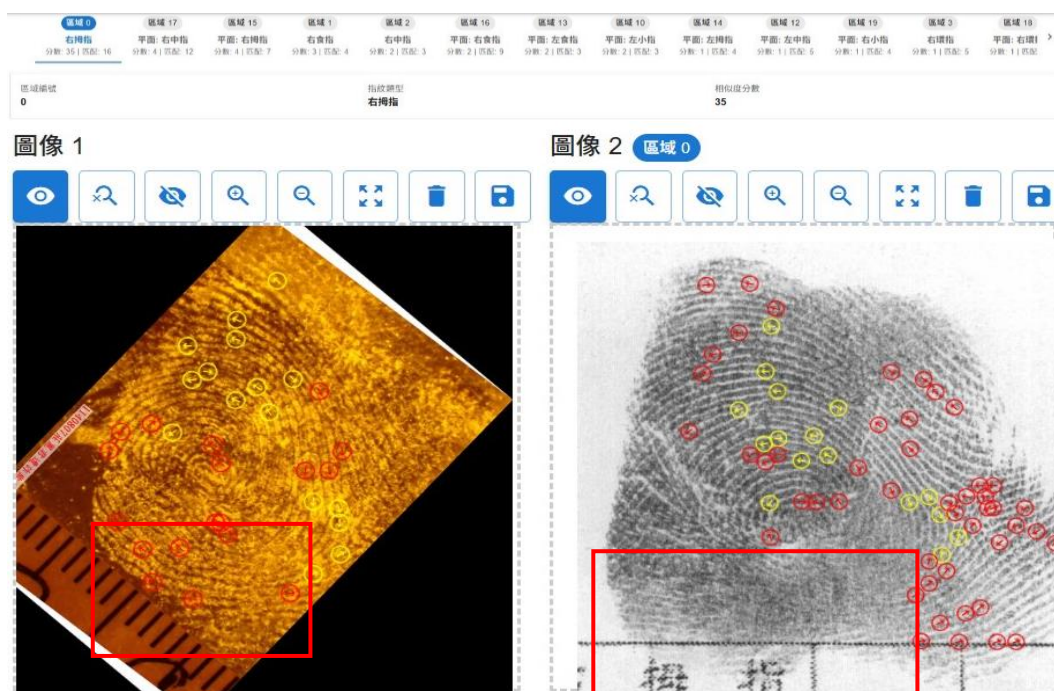 區域 0
右拇指
分數: 35 | 匹配: 16
區域 17
平面: 右中指
分數: 4 | 匹配: 12
區域 15
平面: 右拇指
分數: 4 | 匹配: 7
區域 1
右食指
分數: 3 | 匹配: 4
區域 2
右中指
分數: 2 | 匹配: 3
區域 16
平面: 右食指
分數: 2 | 匹配: 9
區域 13
平面: 左食指
分數: 2 | 匹配: 3
區域 10
平面: 左小指
分數: 2 | 匹配: 3
區域 14
平面: 左拇指
分數: 1 | 匹配: 4
區域 12
平面: 左中指
分數: 1 | 匹配: 5
區域 19
平面: 右小指
分數: 1 | 匹配: 4
區域 3
右環指
分數: 1 | 匹配: 5
區域 18
平面: 右環
分數: 1 | 匹配
區域編號
0
指紋類型
右拇指
相似度分數
35
圖像 1
圖像 2 區域 0